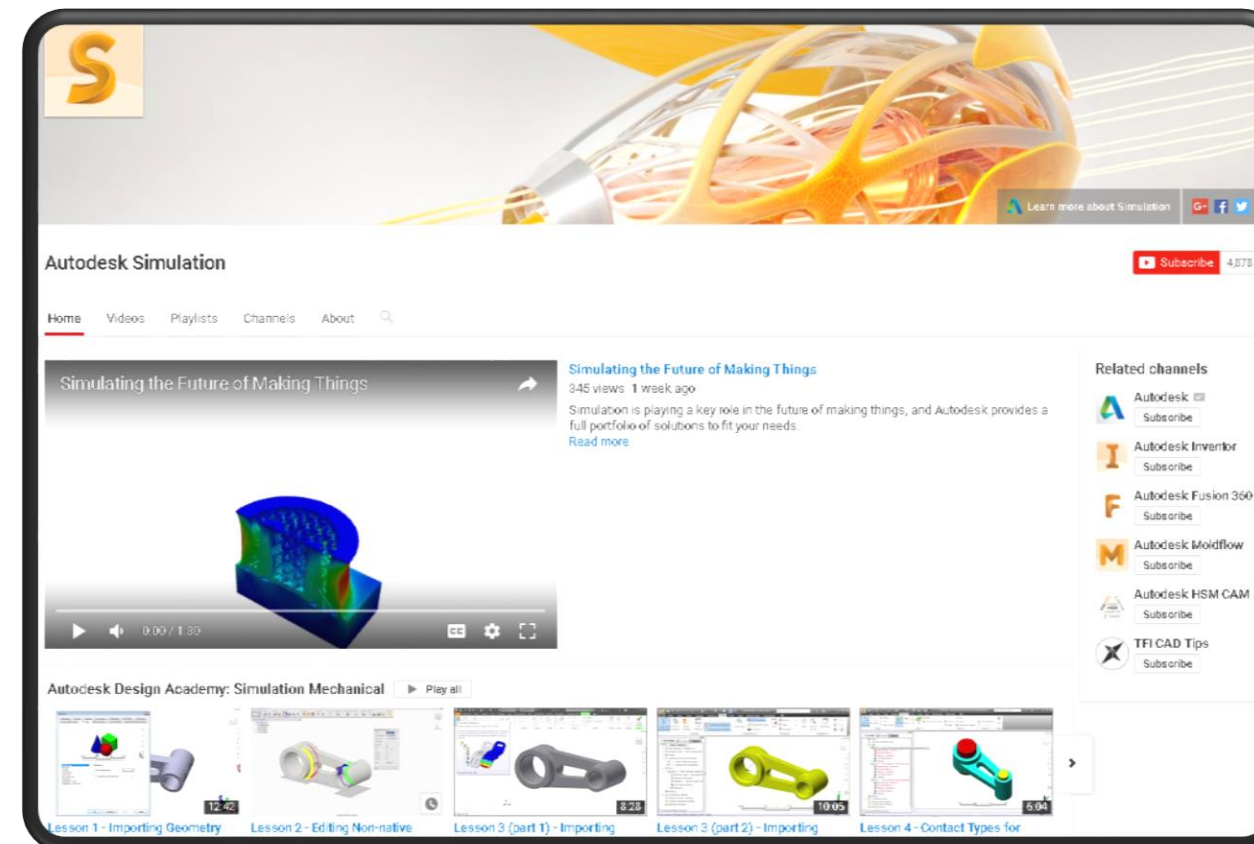 S
Learn more about Simulation
G+ f
Autodesk Simulation
Subscribe 4,878
Home Videos Playlists Channels About
Simulating the Future of Making Things
0:00 / 1:30
CC
Simulating the Future of Making Things
345 views 1 week ago
Simulation is playing a key role in the future of making things, and Autodesk provides a
full portfolio of solutions to fit your needs.
Read more
Related channels
Autodesk
Subscribe
I
Autodesk Inventor
Subscribe
F
Autodesk Fusion 360
Subscribe
M
Autodesk Moldflow
Subscribe
Autodesk HSM CAM
Subscribe
TFI CAD Tips
Subscribe
Autodesk Design Academy: Simulation Mechanical Play all
12:42
8:28
10:05
6:04
Lesson 1 - Importing Geometry
Lesson 2 - Editing Non-native
Lesson 3 (part 1) - Importing
Lesson 3 (part 2) - Importing
Lesson 4 - Contact Types for